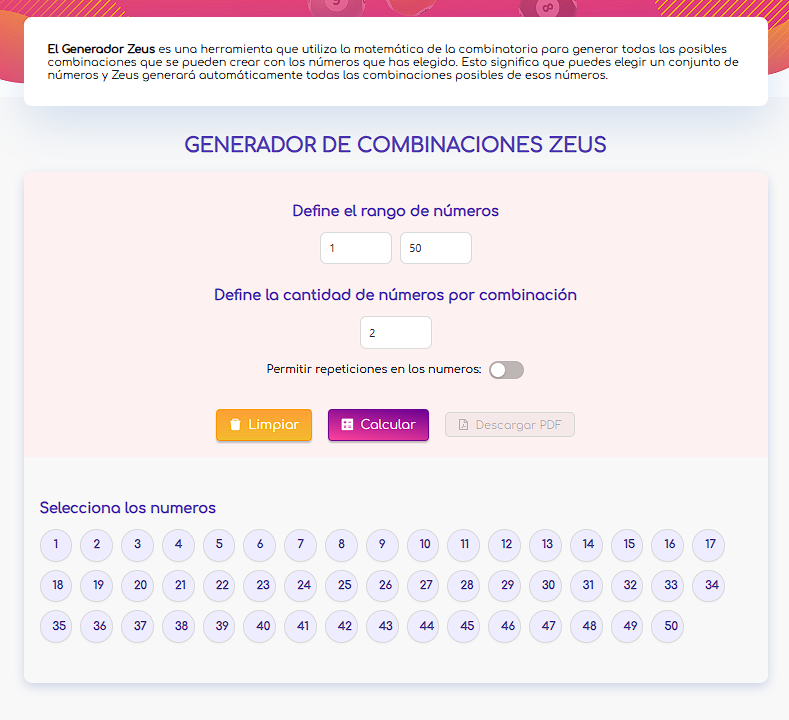 El Generador Zeus es una herramienta que utiliza la matemática de la combinatoria para generar todas las posibles
combinaciones que se pueden crear con los números que has elegido. Esto significa que puedes elegir un conjunto de
números y Zeus generará automáticamente todas las combinaciones posibles de esos números.
GENERADOR DE COMBINACIONES ZEUS
Define el rango de números
1 50
Define la cantidad de números por combinación
2
Permitir repeticiones en los numeros:
Limpiar Calcular Descargar PDF
Selecciona los numeros
1 2 3 4 5 6 7 8 9 10 11 12 13 14 15 16 17
18 19 20 21 22 23 24 25 26 27 28 29 30 31 32 33 34
35 36 37 38 39 40 41 42 43 44 45 46 47 48 49 50